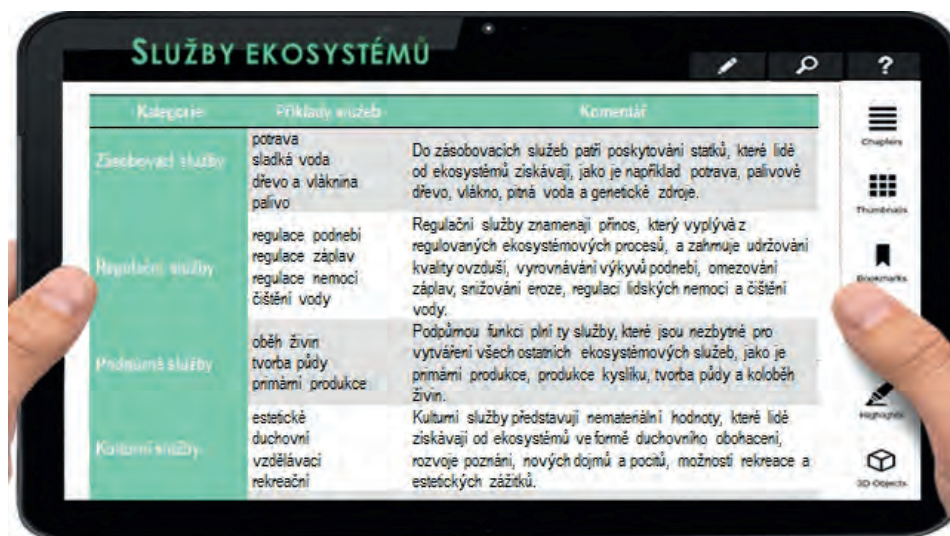 SLUŽBY EKOSYSTÉMŮ
?
Kategorie Příklady služeb Komentář
Zásobovací služby
potrava
sladká voda
dřevo a vláknina
palivo
Do zásobovacích služeb patří poskytování statků, které lidé
od ekosystémů získávají, jako je například potrava, palivové
dřevo, vlákno, pitná voda a genetické zdroje.
Regulační služby
regulace podnebí
regulace záplav
regulace nemocí
čištění vody
Regulační služby znamenají přínos, který vyplývá z
regulovaných ekosystémových procesů, a zahrnuje udržování
kvality ovzduší, vyrovnávání výkyvů podnebí, omezování
záplav, snižování eroze, regulaci lidských nemocí a čištění
vody.
Podpůrné služby
oběh živin
tvorba půdy
primární produkce
Podpůrnou funkci plní ty služby, které jsou nezbytné pro
vytváření všech ostatních ekosystémových služeb, jako je
primární produkce, produkce kyslíku, tvorba půdy a koloběh
živin.
Kulturní služby
estetické
duchovní
vzdělávací
rekreační
Kulturní služby představují nemateriální hodnoty, které lidé
získávají od ekosystémů ve formě duchovního obohacení,
rozvoje poznání, nových dojmů a pocitů, možností rekreace a
estetických zážitků.
Chapters
Thumbnails
Bookmarks
Highlights
3D Objects